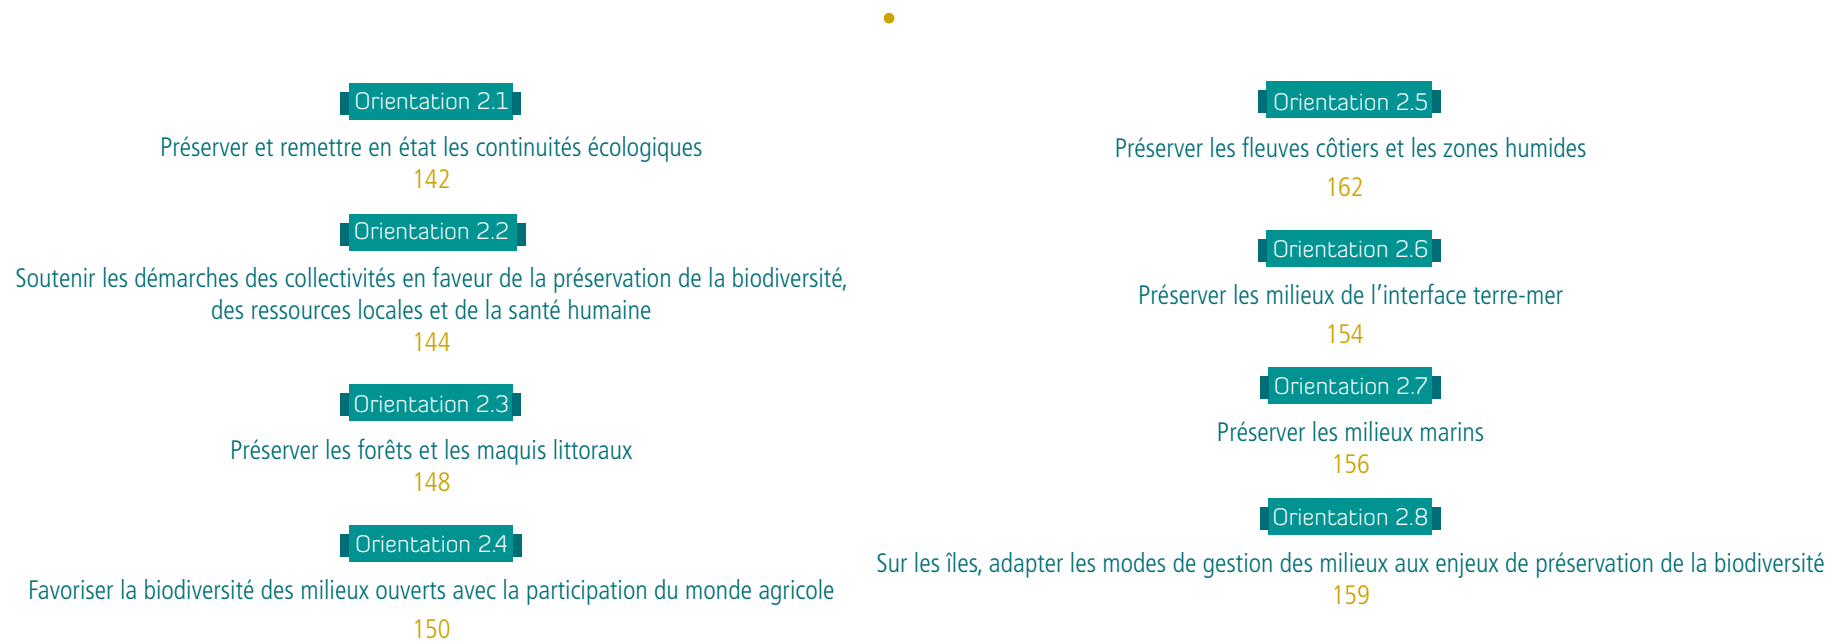 Orientation 2.1
Préserver et remettre en état les continuités écologiques
142
Orientation 2.2
Soutenir les démarches des collectivités en faveur de la préservation de la biodiversité,
des ressources locales et de la santé humaine
144
Orientation 2.3
Préserver les forêts et les maquis littoraux
148
Orientation 2.4
Favoriser la biodiversité des milieux ouverts avec la participation du monde agricole
150
Orientation 2.5
Préserver les fleuves côtiers et les zones humides
162
Orientation 2.6
Préserver les milieux de l’interface terre-mer
154
Orientation 2.7
Préserver les milieux marins
156
Orientation 2.8
Sur les îles, adapter les modes de gestion des milieux aux enjeux de préservation de la biodiversité
159